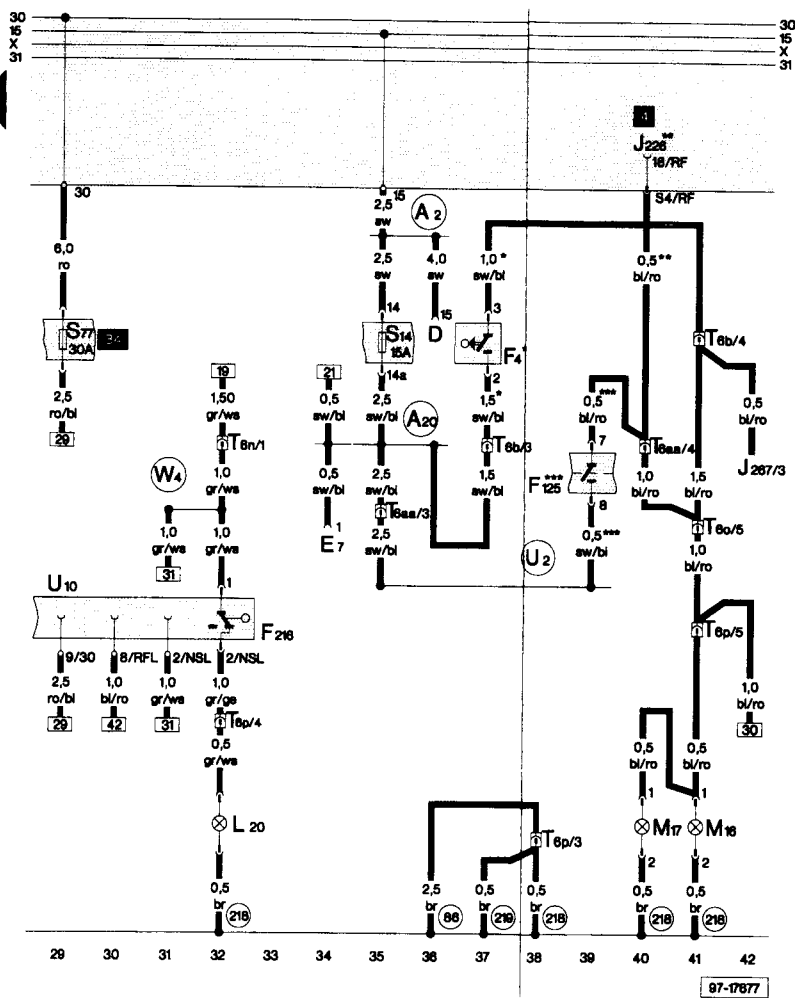 30 30
15 15
X X
31 31
4
J226**
16/RF
30 15 S4/RF
2,5 A2
sw
6,0 2,5 4,0 1,0* 0,5**
ro sw sw sw/bl bl/ro
14 15 3
S77 S14 D T6b/4
30A 15A F4*
14a 2
19 21
2,5 1,50 0,5 2,5 1,5* 0,5*** 0,5
ro/bl gr/ws sw/bl sw/bl sw/bl bl/ro bl/ro
A20
29 T6n/1 T6b/3 7 T6aa/4 J267/3
W4 1,0 0,5 2,5 1,5 F125*** 1,0 1,5
gr/ws sw/bl sw/bl sw/bl bl/ro bl/ro
T6aa/3 8 T6o/5
1,0 1,0 1 2,5 0,5*** 1,0
gr/ws gr/ws E7 sw/bl U2 sw/bl bl/ro
31
U10 1
F216 T6p/5
9/30 8/RFL 2/NSL 2/NSL
2,5 1,0 1,0 1,0 1,0
ro/bl bl/ro gr/ws gr/ge bl/ro
29 42 31 T6p/4 30
0,5 0,5 0,5
gr/ws bl/ro bl/ro
1 1
L20 T6p/3 M17 M16
2 2
0,5 2,5 0,5 0,5 0,5 0,5
br br br br br br
218 86 219 218 218 218
29 30 31 32 33 34 35 36 37 38 39 40 41 42
97-17677